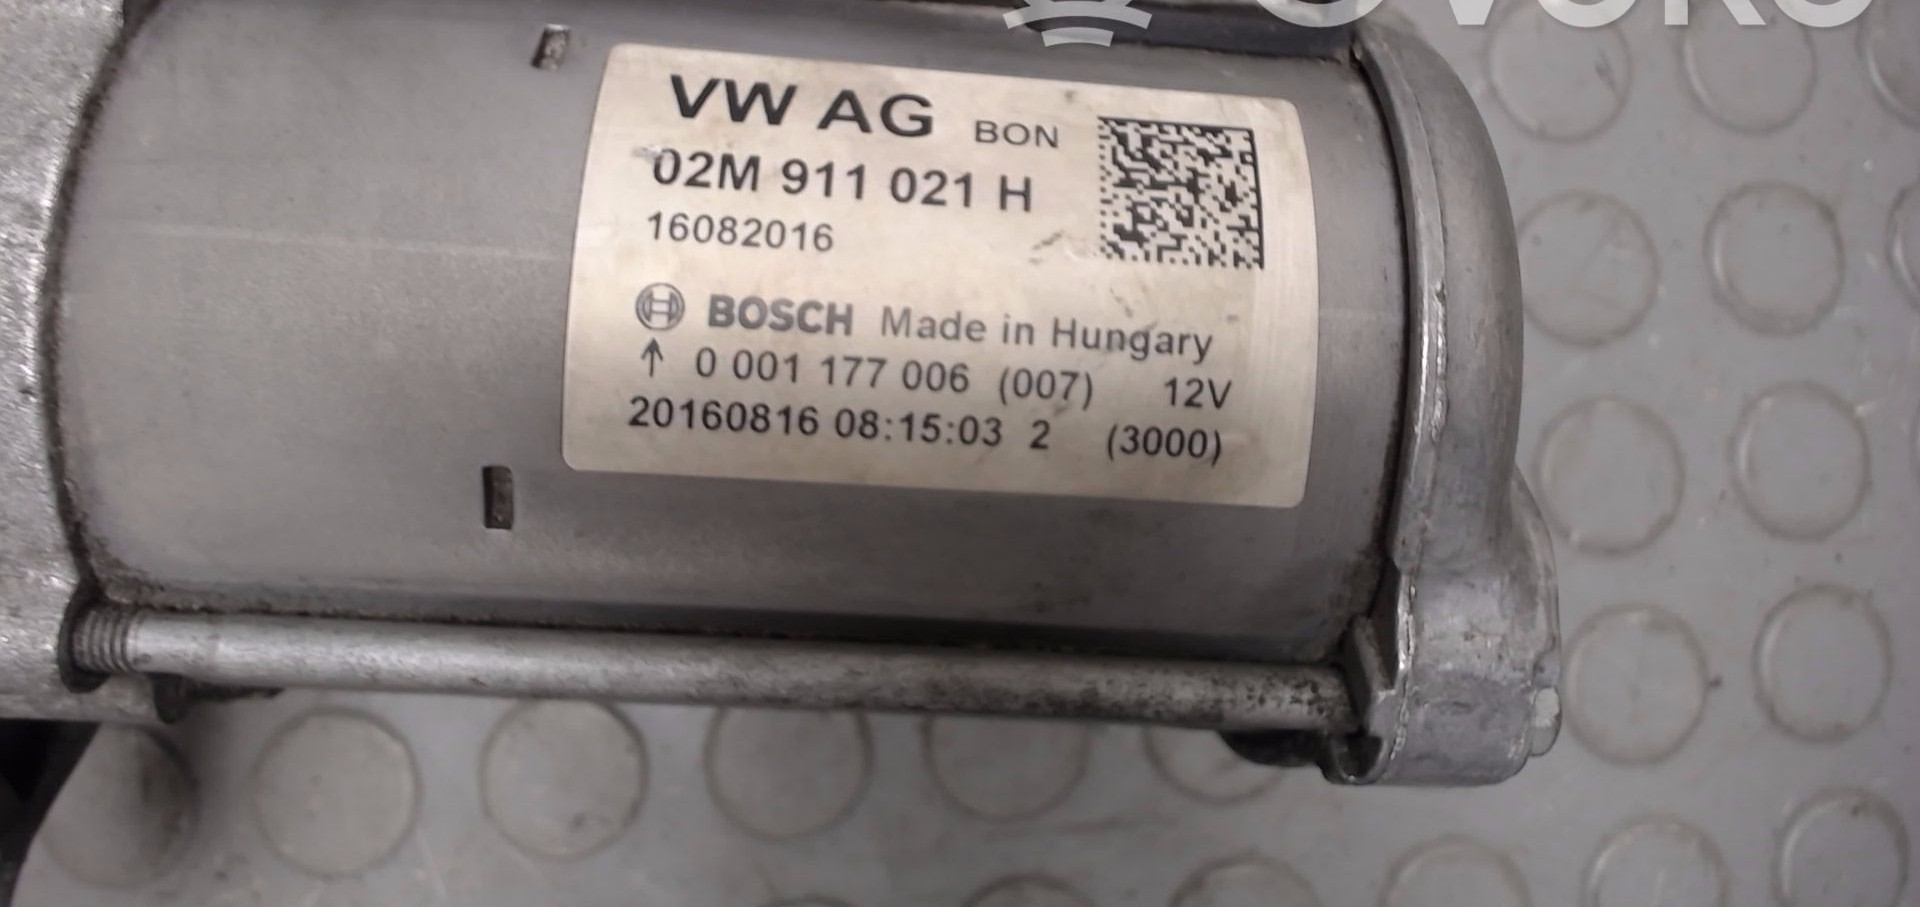 VW AG BON
02M 911 021 H
16082016
BOSCH Made in Hungary
↑ 0 001 177 006 (007) 12V
20160816 08:15:03 2 (3000)